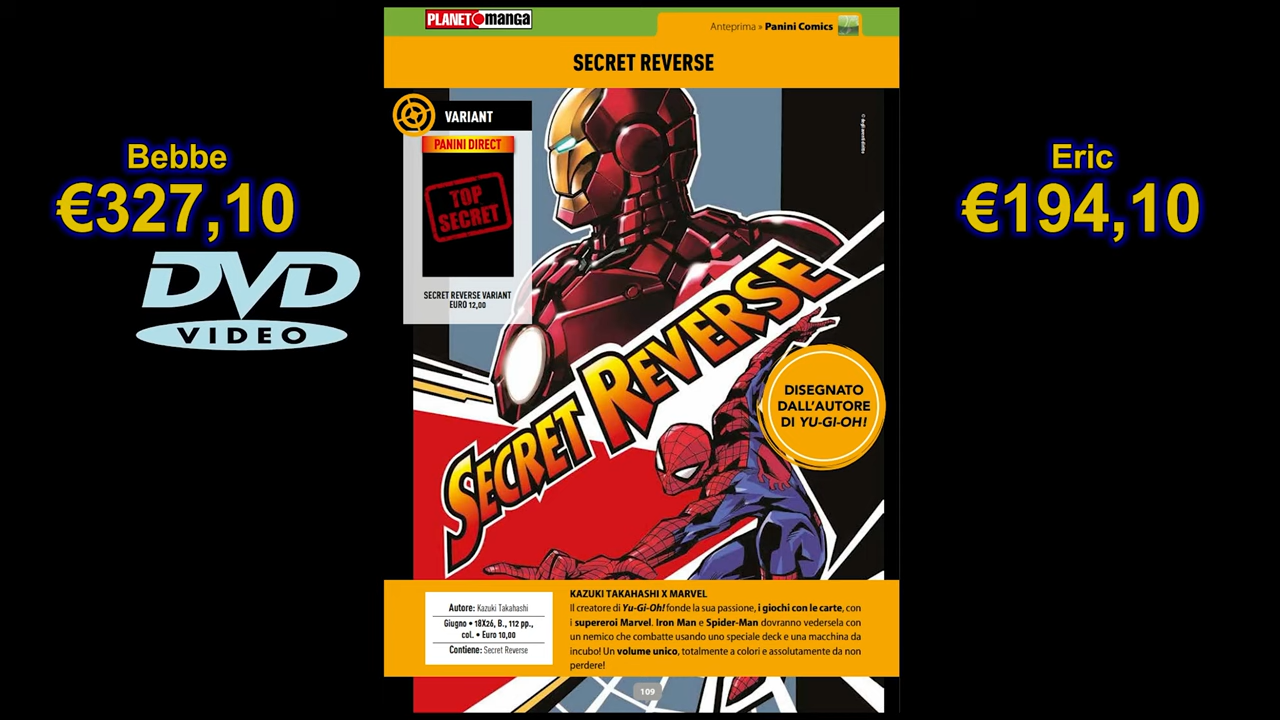 PLANET manga
Anteprima » Panini Comics
SECRET REVERSE
VARIANT
PANINI DIRECT
TOP
SECRET
SECRET REVERSE VARIANT
EURO 12,00
Bebbe
€327,10
DVD
VIDEO
Eric
€194,10
SECRET REVERSE
DISEGNATO
DALL'AUTORE
DI YU-GI-OH!
Autore: Kazuki Takahashi
Giugno • 18X26, B., 112 pp.,
col. • Euro 10,00
Contiene: Secret Reverse
KAZUKI TAKAHASHI X MARVEL
Il creatore di Yu-Gi-Oh! fonde la sua passione, i giochi con le carte, con
i supereroi Marvel. Iron Man e Spider-Man dovranno vedersela con
un nemico che combatte usando uno speciale deck e una macchina da
incubo! Un volume unico, totalmente a colori e assolutamente da non
perdere!
109